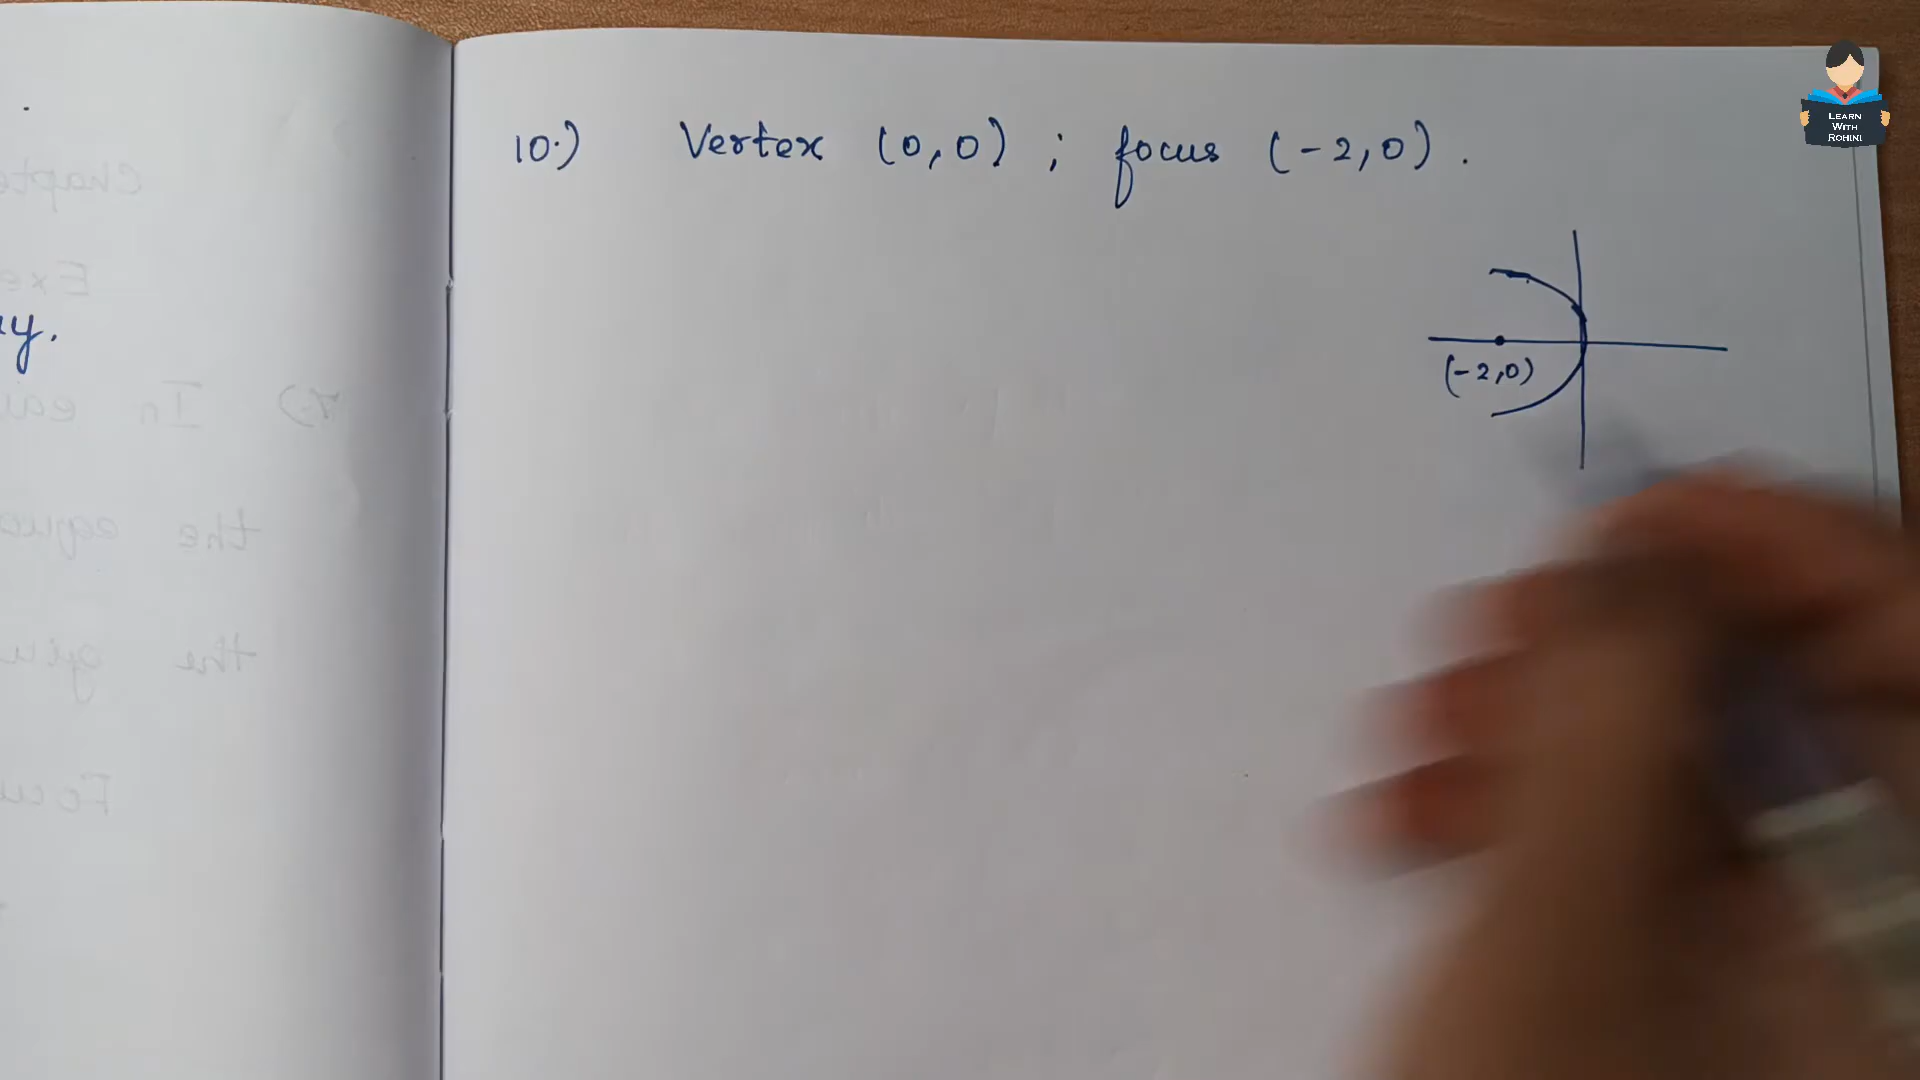 10.) Vertex (0,0) ; focus (-2,0).
(-2,0)
LEARN
WITH
ROHINI